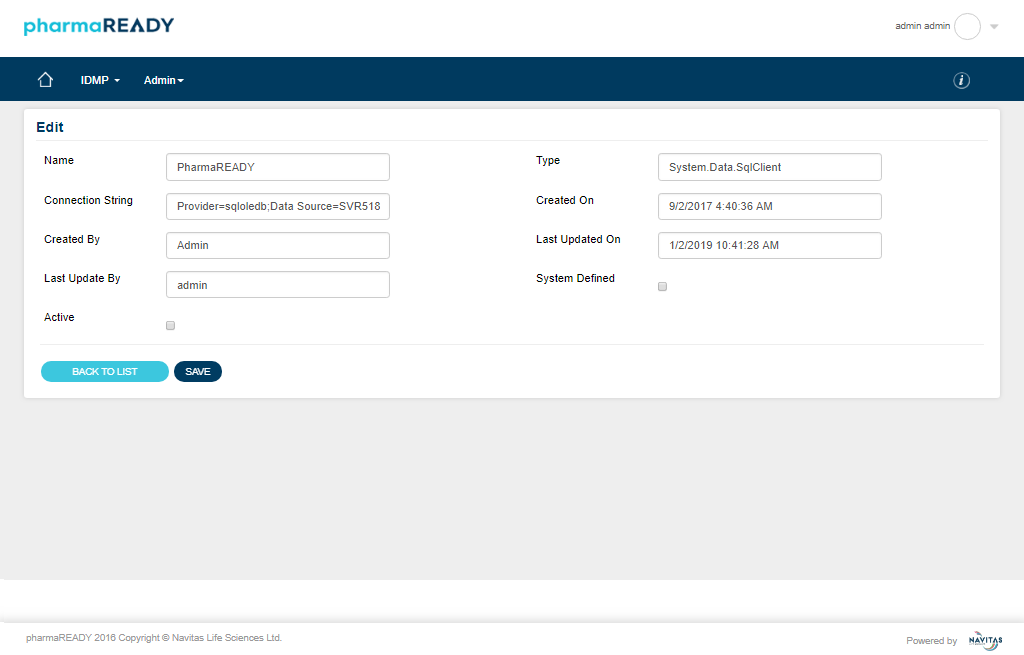 pharmaREADY
admin admin
IDMP
Admin
i
Edit
Name
PharmaREADY
Type
System.Data.SqlClient
Connection String
Provider=sqloledb;Data Source=SVR518
Created On
9/2/2017 4:40:36 AM
Created By
Admin
Last Updated On
1/2/2019 10:41:28 AM
Last Update By
admin
System Defined
Active
BACK TO LIST
SAVE
pharmaREADY 2016 Copyright © Navitas Life Sciences Ltd.
Powered by
NAVITAS